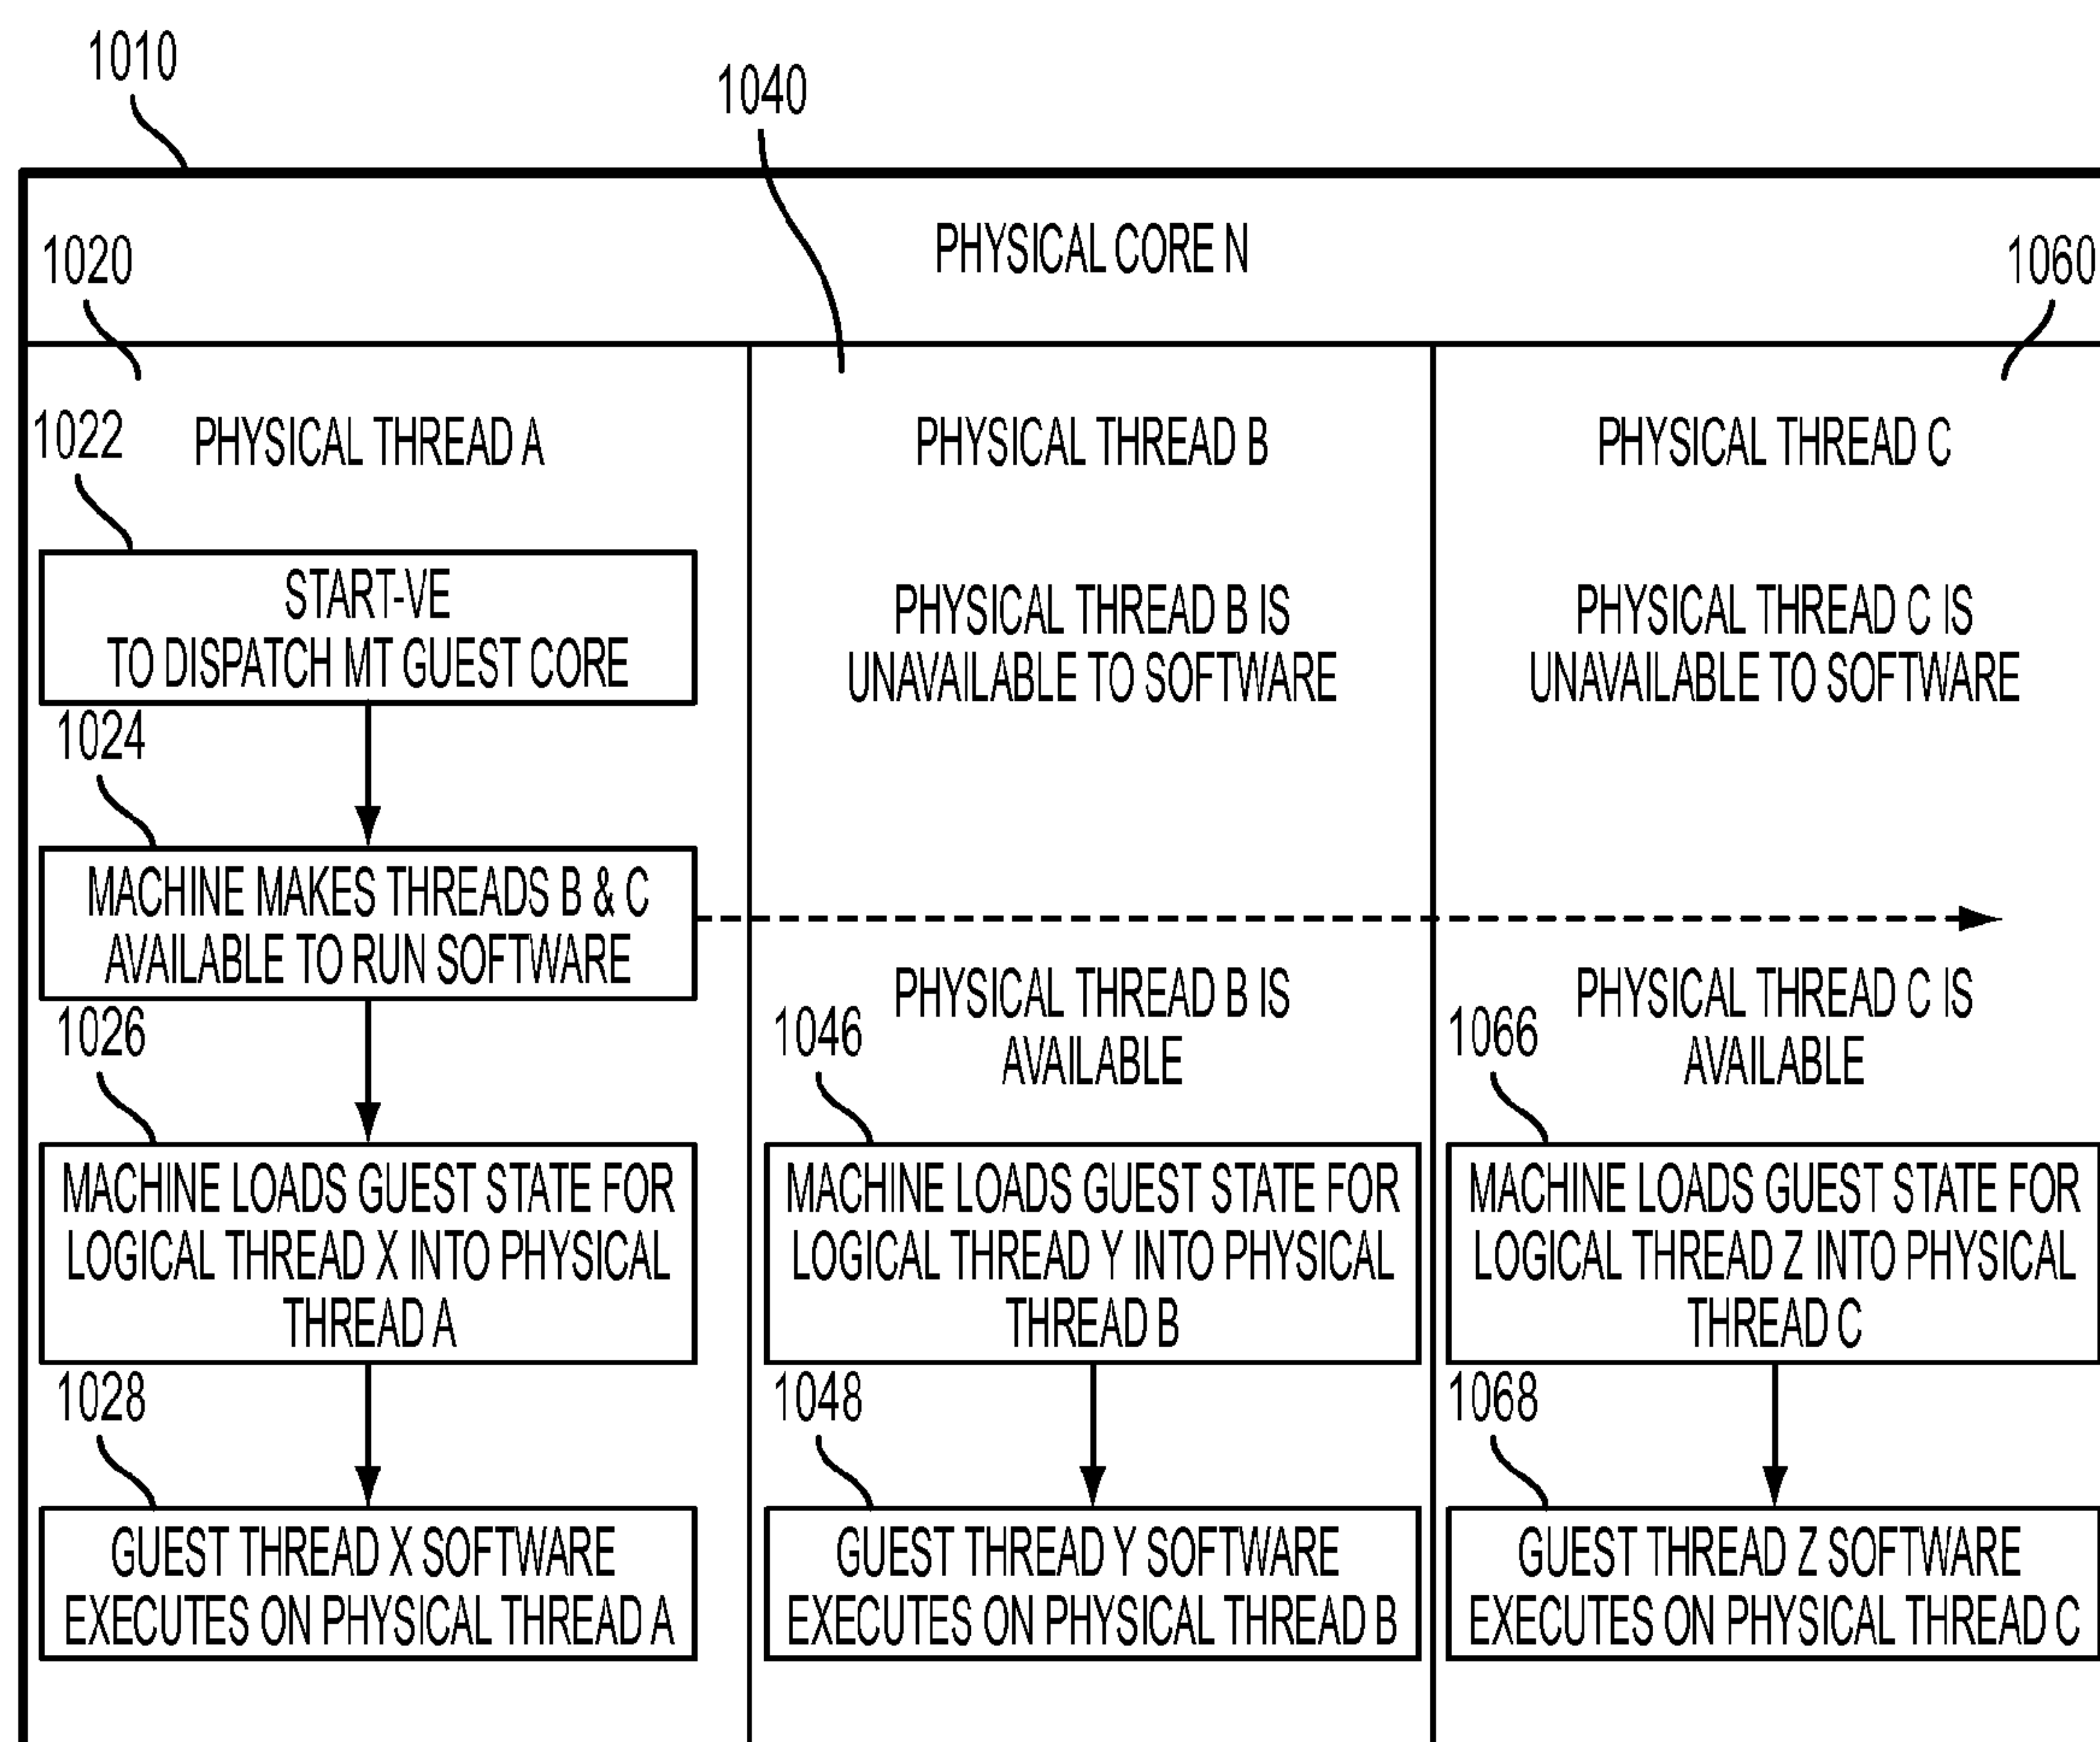 1010
1040
PHYSICAL CORE N
1020
1060
1022
PHYSICAL THREAD A
PHYSICAL THREAD B
PHYSICAL THREAD C
START-VE
TO DISPATCH MT GUEST CORE
PHYSICAL THREAD B IS
UNAVAILABLE TO SOFTWARE
PHYSICAL THREAD C IS
UNAVAILABLE TO SOFTWARE
1024
MACHINE MAKES THREADS B & C
AVAILABLE TO RUN SOFTWARE
PHYSICAL THREAD B IS
AVAILABLE
PHYSICAL THREAD C IS
AVAILABLE
1026
1046
1066
MACHINE LOADS GUEST STATE FOR
LOGICAL THREAD X INTO PHYSICAL
THREAD A
MACHINE LOADS GUEST STATE FOR
LOGICAL THREAD Y INTO PHYSICAL
THREAD B
MACHINE LOADS GUEST STATE FOR
LOGICAL THREAD Z INTO PHYSICAL
THREAD C
1028
1048
1068
GUEST THREAD X SOFTWARE
EXECUTES ON PHYSICAL THREAD A
GUEST THREAD Y SOFTWARE
EXECUTES ON PHYSICAL THREAD B
GUEST THREAD Z SOFTWARE
EXECUTES ON PHYSICAL THREAD C